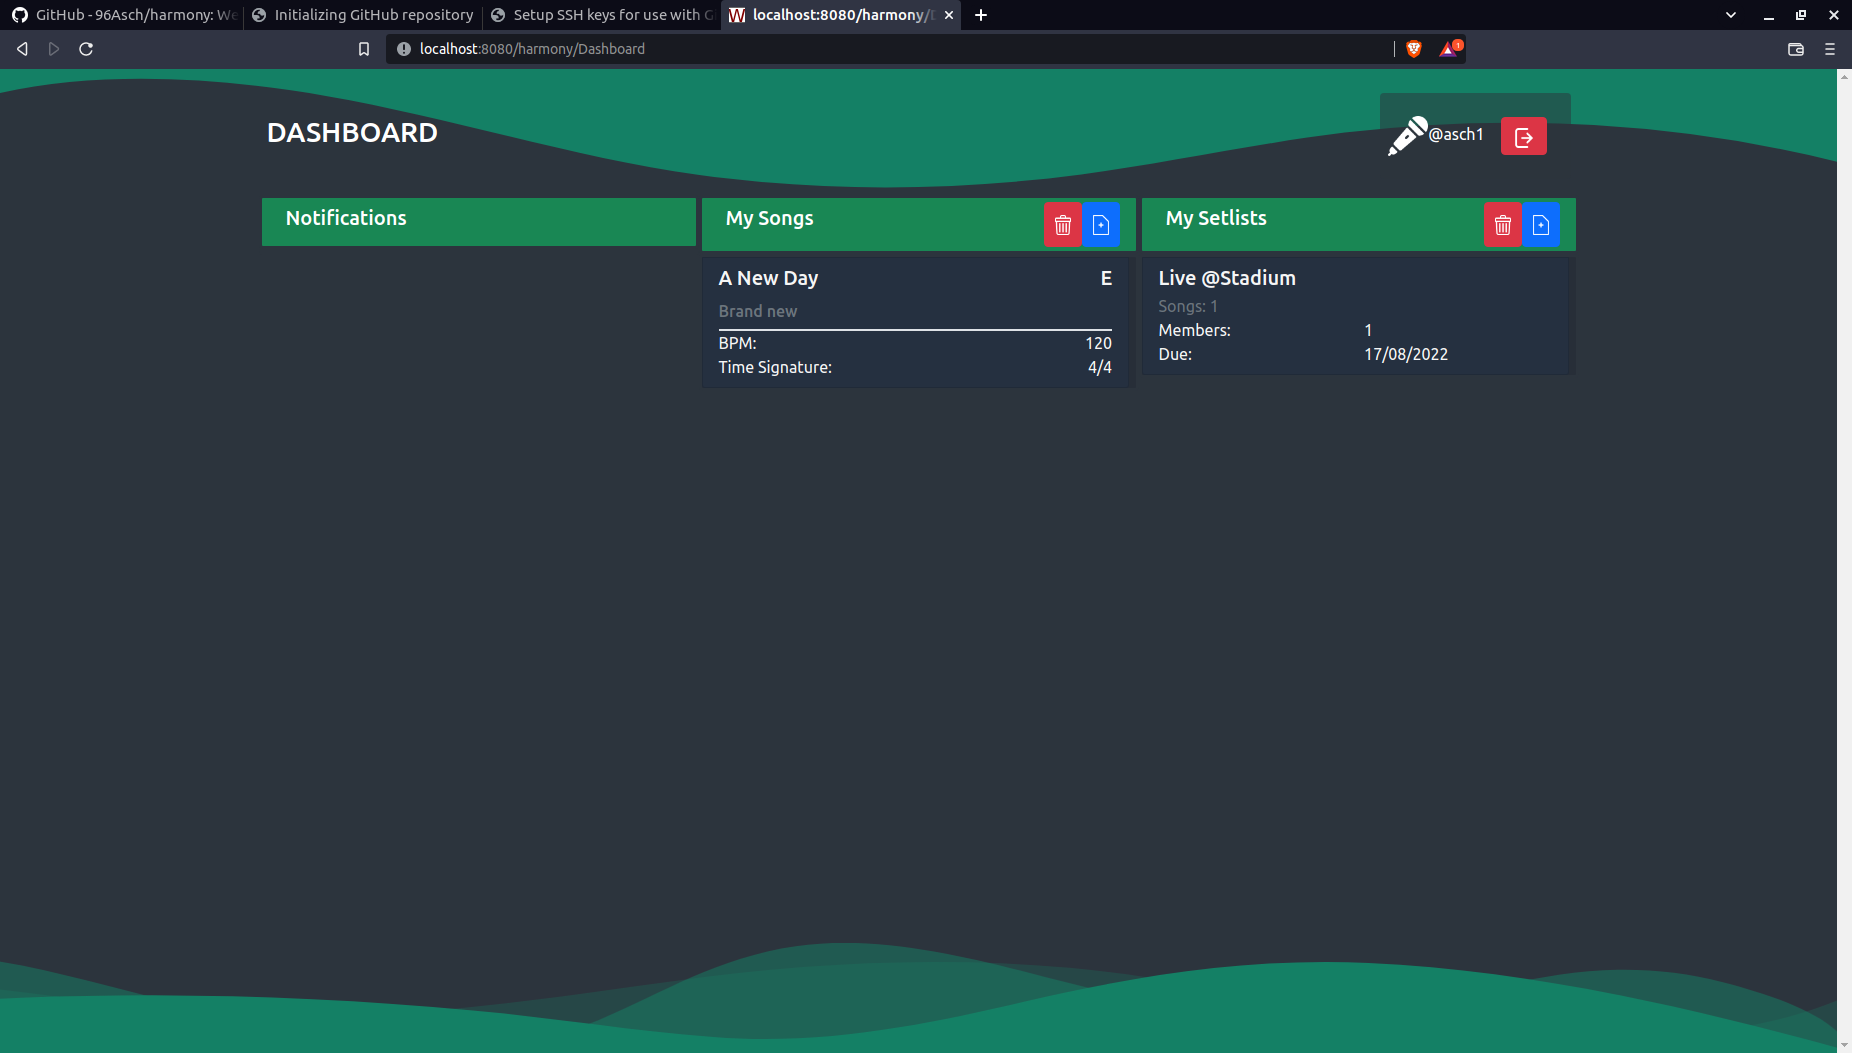 GitHub - 96Asch/harmony: We
Initializing GitHub repository
Setup SSH keys for use with G
localhost:8080/harmony/D
localhost:8080/harmony/Dashboard
1
DASHBOARD
@asch1
Notifications
My Songs
My Setlists
A New Day E
Brand new
BPM: 120
Time Signature: 4/4
Live @Stadium
Songs: 1
Members: 1
Due: 17/08/2022